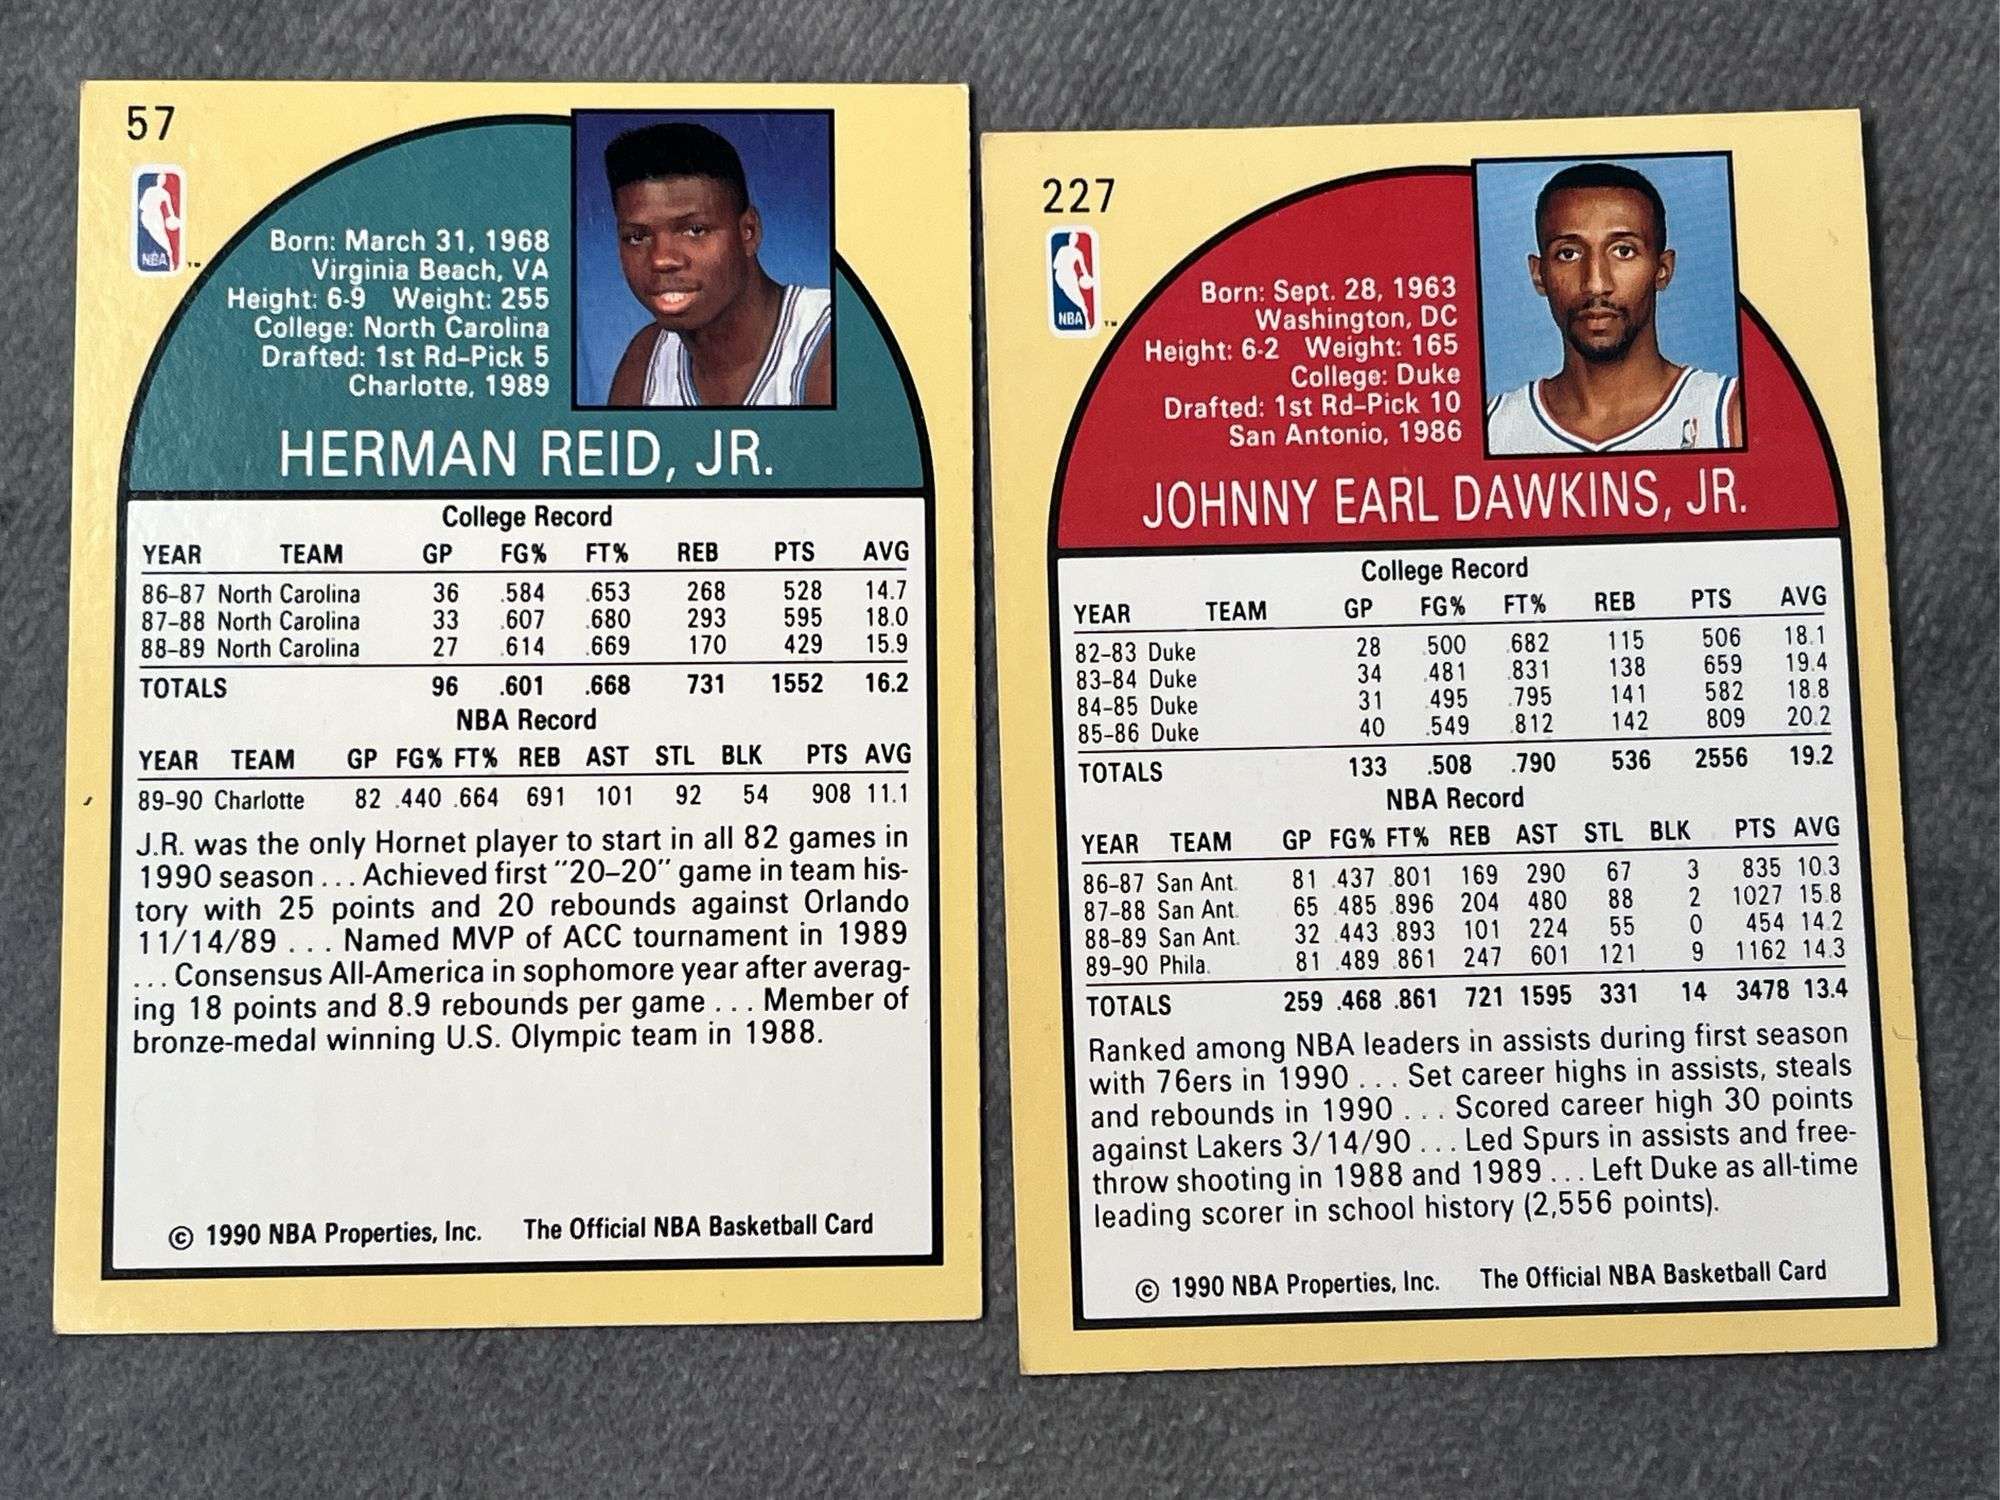 57
NBA
™
Born: March 31, 1968
Virginia Beach, VA
Height: 6-9 Weight: 255
College: North Carolina
Drafted: 1st Rd–Pick 5
Charlotte, 1989
HERMAN REID, JR.
College Record
YEAR TEAM GP FG% FT% REB PTS AVG
86–87 North Carolina 36 .584 .653 268 528 14.7
87–88 North Carolina 33 .607 .680 293 595 18.0
88–89 North Carolina 27 .614 .669 170 429 15.9
TOTALS 96 .601 .668 731 1552 16.2
NBA Record
YEAR TEAM GP FG% FT% REB AST STL BLK PTS AVG
89–90 Charlotte 82 .440 .664 691 101 92 54 908 11.1
J.R. was the only Hornet player to start in all 82 games in
1990 season . . . Achieved first "20–20" game in team his-
tory with 25 points and 20 rebounds against Orlando
11/14/89 . . . Named MVP of ACC tournament in 1989
. . . Consensus All-America in sophomore year after averag-
ing 18 points and 8.9 rebounds per game . . . Member of
bronze-medal winning U.S. Olympic team in 1988.
© 1990 NBA Properties, Inc. The Official NBA Basketball Card
227
NBA
™
Born: Sept. 28, 1963
Washington, DC
Height: 6-2 Weight: 165
College: Duke
Drafted: 1st Rd–Pick 10
San Antonio, 1986
JOHNNY EARL DAWKINS, JR.
College Record
YEAR TEAM GP FG% FT% REB PTS AVG
82–83 Duke 28 .500 .682 115 506 18.1
83–84 Duke 34 .481 .831 138 659 19.4
84–85 Duke 31 .495 .795 141 582 18.8
85–86 Duke 40 .549 .812 142 809 20.2
TOTALS 133 .508 .790 536 2556 19.2
NBA Record
YEAR TEAM GP FG% FT% REB AST STL BLK PTS AVG
86–87 San Ant. 81 .437 .801 169 290 67 3 835 10.3
87–88 San Ant. 65 .485 .896 204 480 88 2 1027 15.8
88–89 San Ant. 32 .443 .893 101 224 55 0 454 14.2
89–90 Phila. 81 .489 .861 247 601 121 9 1162 14.3
TOTALS 259 .468 .861 721 1595 331 14 3478 13.4
Ranked among NBA leaders in assists during first season
with 76ers in 1990 . . . Set career highs in assists, steals
and rebounds in 1990 . . . Scored career high 30 points
against Lakers 3/14/90 . . . Led Spurs in assists and free-
throw shooting in 1988 and 1989 . . . Left Duke as all-time
leading scorer in school history (2,556 points).
© 1990 NBA Properties, Inc. The Official NBA Basketball Card